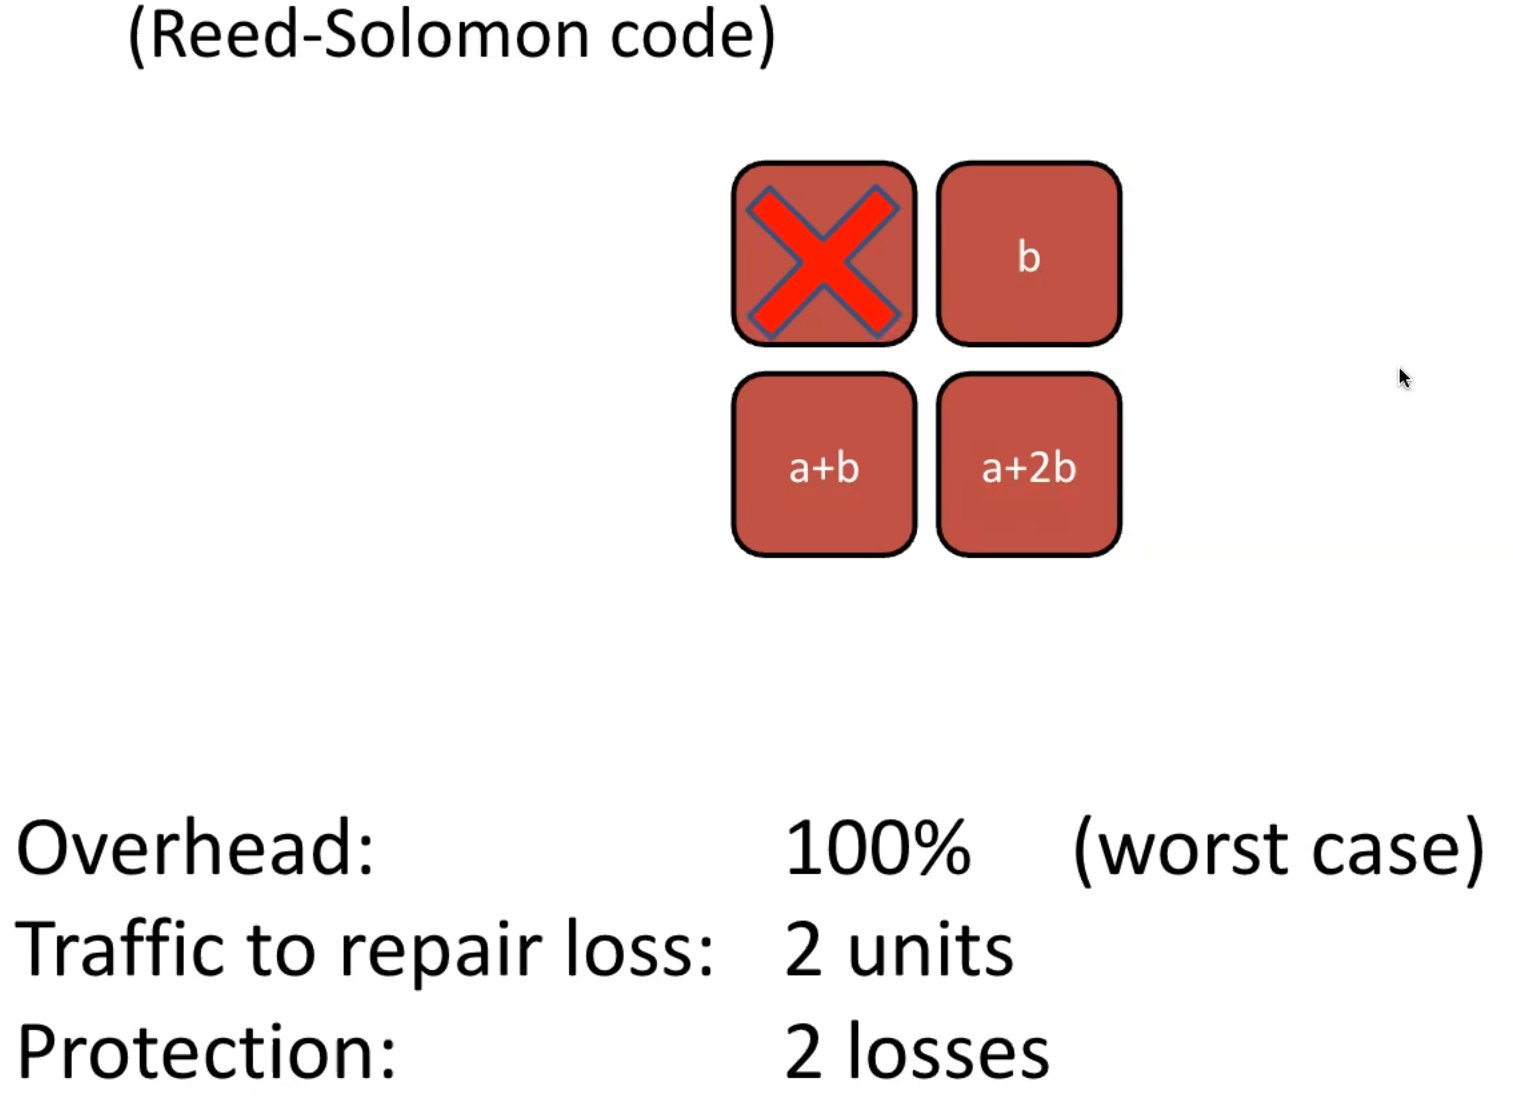 (Reed-Solomon code)
b
a+b
a+2b
Overhead: 100% (worst case)
Traffic to repair loss: 2 units
Protection: 2 losses